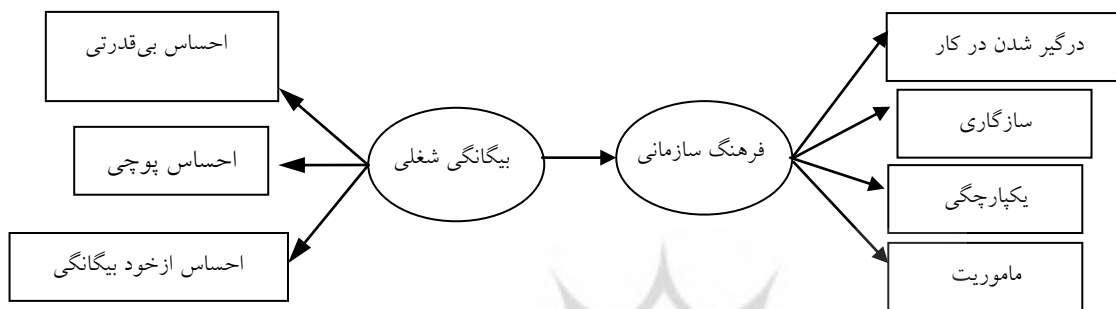 درگیر شدن در کار
سازگاری
یکپارچگی
ماموریت
فرهنگ سازمانی
بیگانگی شغلی
احساس بی‌قدرتی
احساس پوچی
احساس ازخود بیگانگی